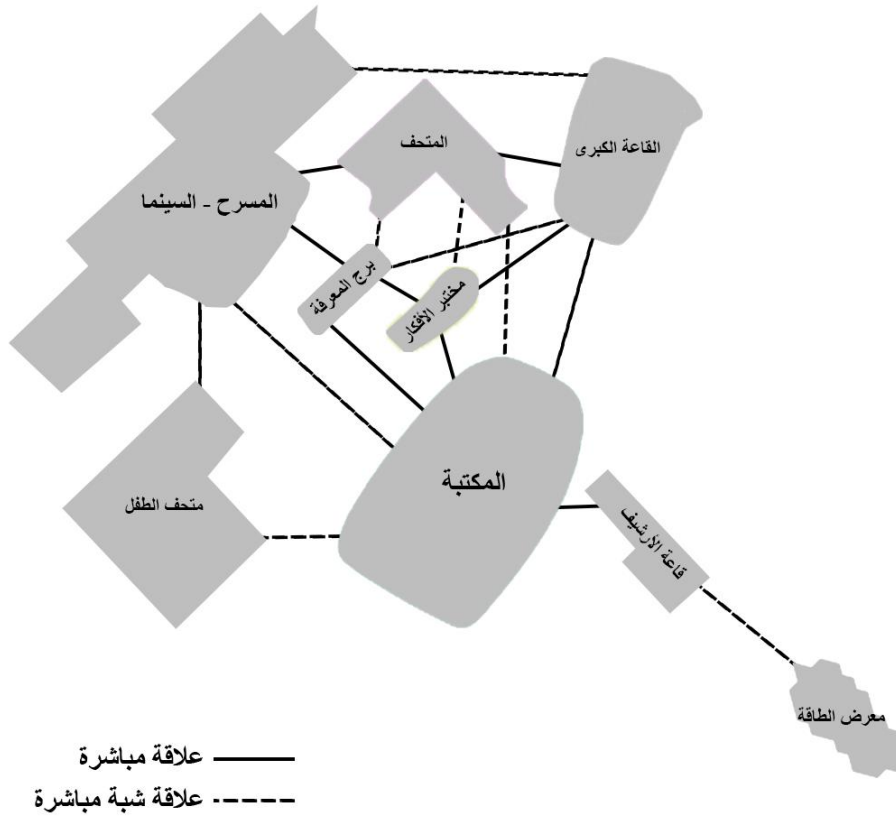 القاعة الكبرى
المتحف
المسرح - السينما
برج المعرفة
مختبر الأفكار
المكتبة
متحف الطفل
قاعة الأرشيف
معرض الطاقة
علاقة مباشرة
علاقة شبة مباشرة